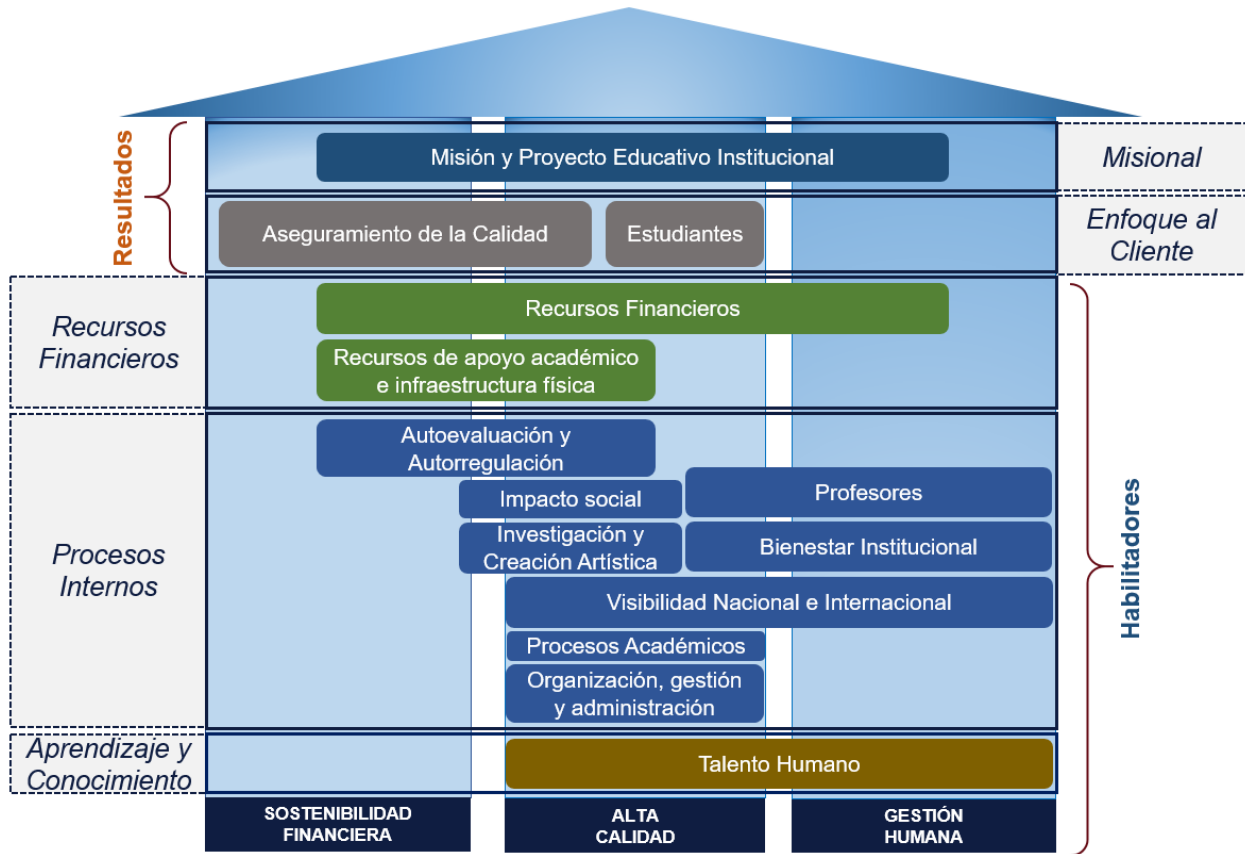 Resultados
Misión y Proyecto Educativo Institucional
Misional
Aseguramiento de la Calidad
Estudiantes
Enfoque al
Cliente
Recursos
Financieros
Recursos Financieros
Recursos de apoyo académico
e infraestructura física
Procesos
Internos
Autoevaluación y
Autorregulación
Impacto social
Profesores
Investigación y
Creación Artística
Bienestar Institucional
Visibilidad Nacional e Internacional
Procesos Académicos
Organización, gestión
y administración
Habilitadores
Aprendizaje y
Conocimiento
Talento Humano
SOSTENIBILIDAD
FINANCIERA
ALTA
CALIDAD
GESTIÓN
HUMANA